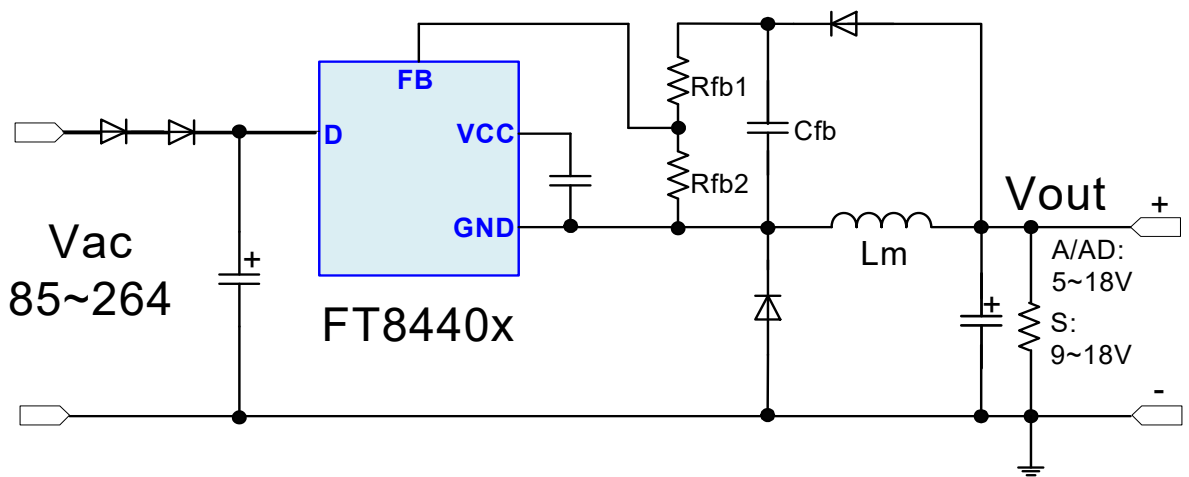 FB
Rfb1
D
VCC
Cfb
Rfb2
GND
Vout
+
Vac
85~264
+
Lm
A/AD:
5~18V
+
S:
9~18V
FT8440x
-